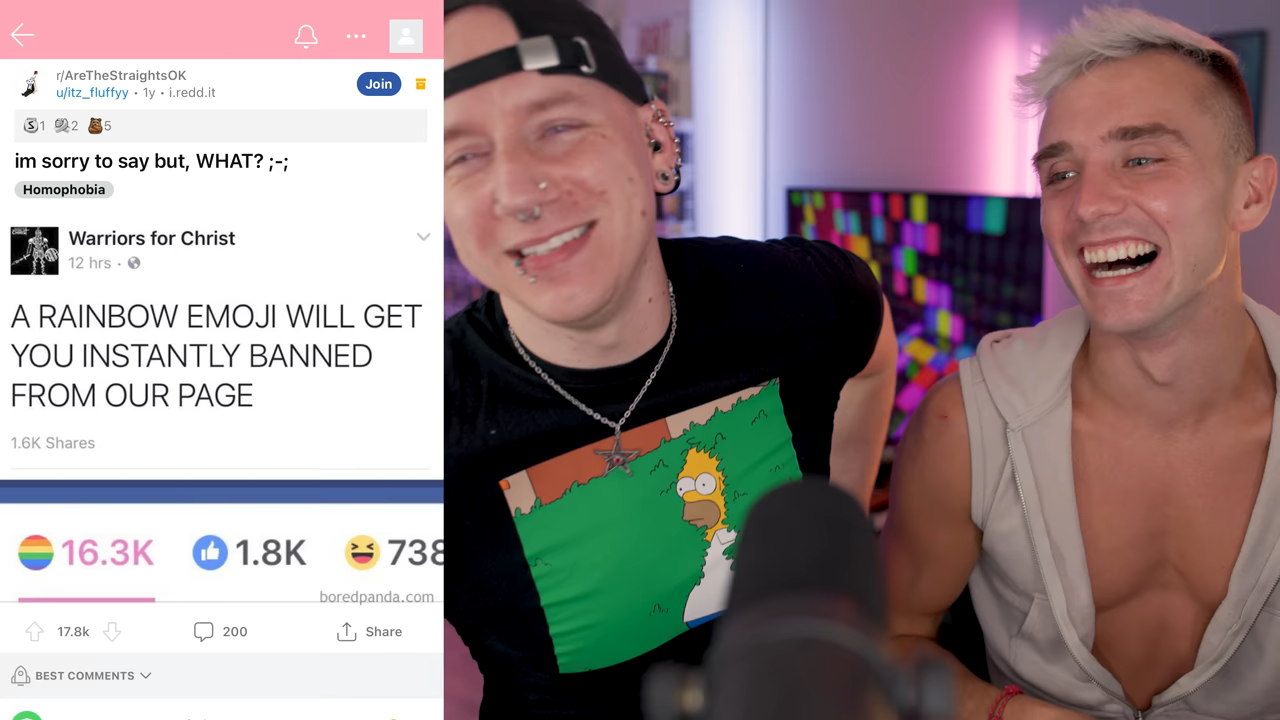 r/AreTheStraightsOK
u/itz_fluffyy • 1y • i.redd.it
Join
1 2 5
im sorry to say but, WHAT? ;-;
Homophobia
Warriors for Christ
12 hrs •
A RAINBOW EMOJI WILL GET
YOU INSTANTLY BANNED
FROM OUR PAGE
1.6K Shares
16.3K 1.8K 738
boredpanda.com
17.8k 200 Share
BEST COMMENTS